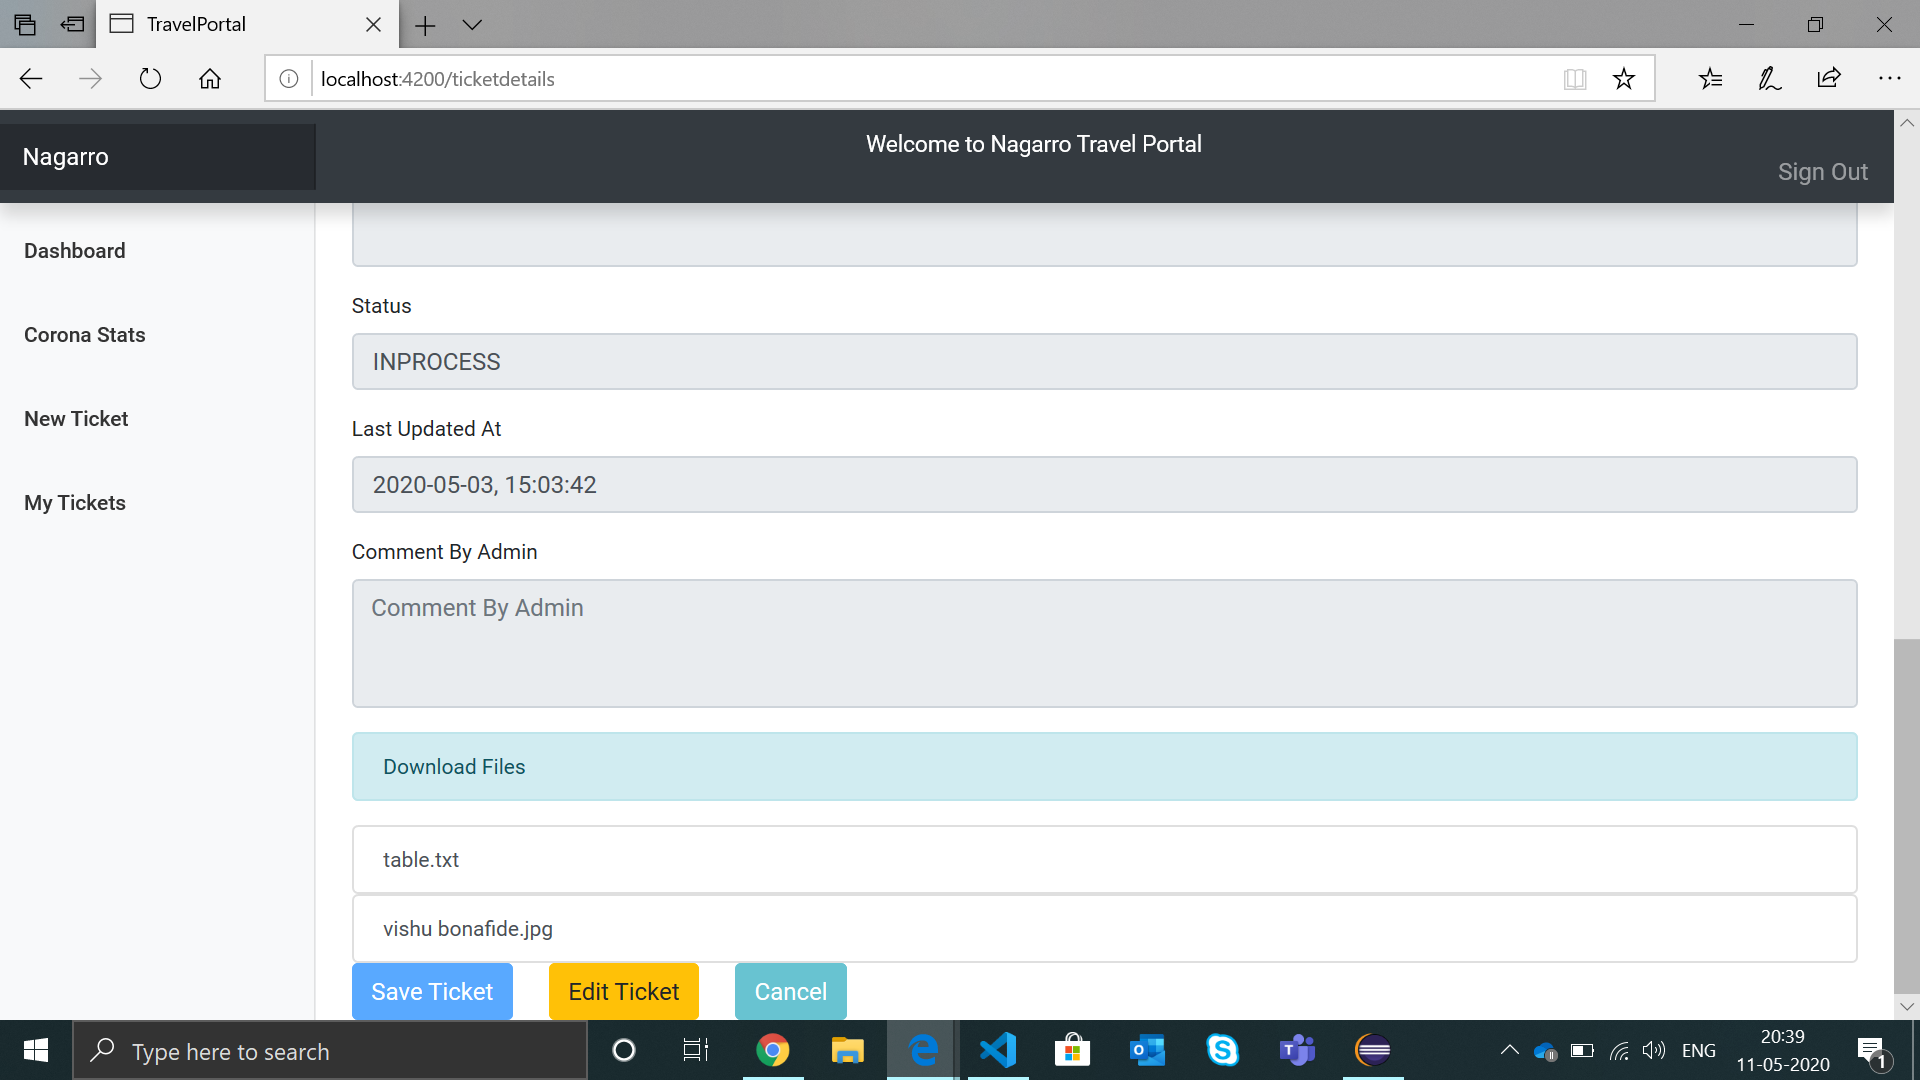 TravelPortal
localhost:4200/ticketdetails
Nagarro
Welcome to Nagarro Travel Portal
Sign Out
Dashboard
Corona Stats
New Ticket
My Tickets
Status
INPROCESS
Last Updated At
2020-05-03, 15:03:42
Comment By Admin
Comment By Admin
Download Files
table.txt
vishu bonafide.jpg
Save Ticket
Edit Ticket
Cancel
Type here to search
ENG
20:39
11-05-2020
1